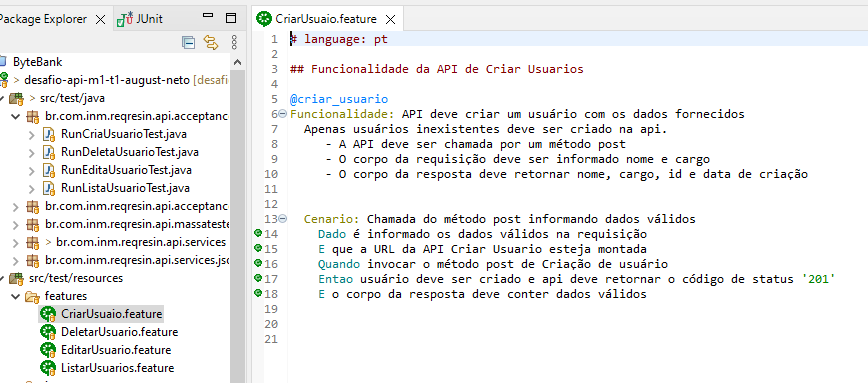 Package Explorer
JUnit
ByteBank
> desafio-api-m1-t1-august-neto [desafi
> src/test/java
br.com.inm.reqresin.api.acceptanc
RunCriaUsuarioTest.java
RunDeletaUsuarioTest.java
RunEditaUsuarioTest.java
RunListaUsuarioTest.java
br.com.inm.reqresin.api.acceptanc
br.com.inm.reqresin.api.massateste
> br.com.inm.reqresin.api.services
br.com.inm.reqresin.api.services.jsc
src/test/resources
features
CriarUsuaio.feature
DeletarUsuario.feature
EditarUsuario.feature
ListarUsuarios.feature
CriarUsuaio.feature
1 # language: pt
2
3 ## Funcionalidade da API de Criar Usuarios
4
5 @criar_usuario
6 Funcionalidade: API deve criar um usuário com os dados fornecidos
7 Apenas usuários inexistentes deve ser criado na api.
8 - A API deve ser chamada por um método post
9 - O corpo da requisição deve ser informado nome e cargo
10 - O corpo da resposta deve retornar nome, cargo, id e data de criação
11
12
13 Cenario: Chamada do método post informando dados válidos
14 Dado é informado os dados válidos na requisição
15 E que a URL da API Criar Usuario esteja montada
16 Quando invocar o método post de Criação de usuário
17 Entao usuário deve ser criado e api deve retornar o código de status '201'
18 E o corpo da resposta deve conter dados válidos
19
20
21